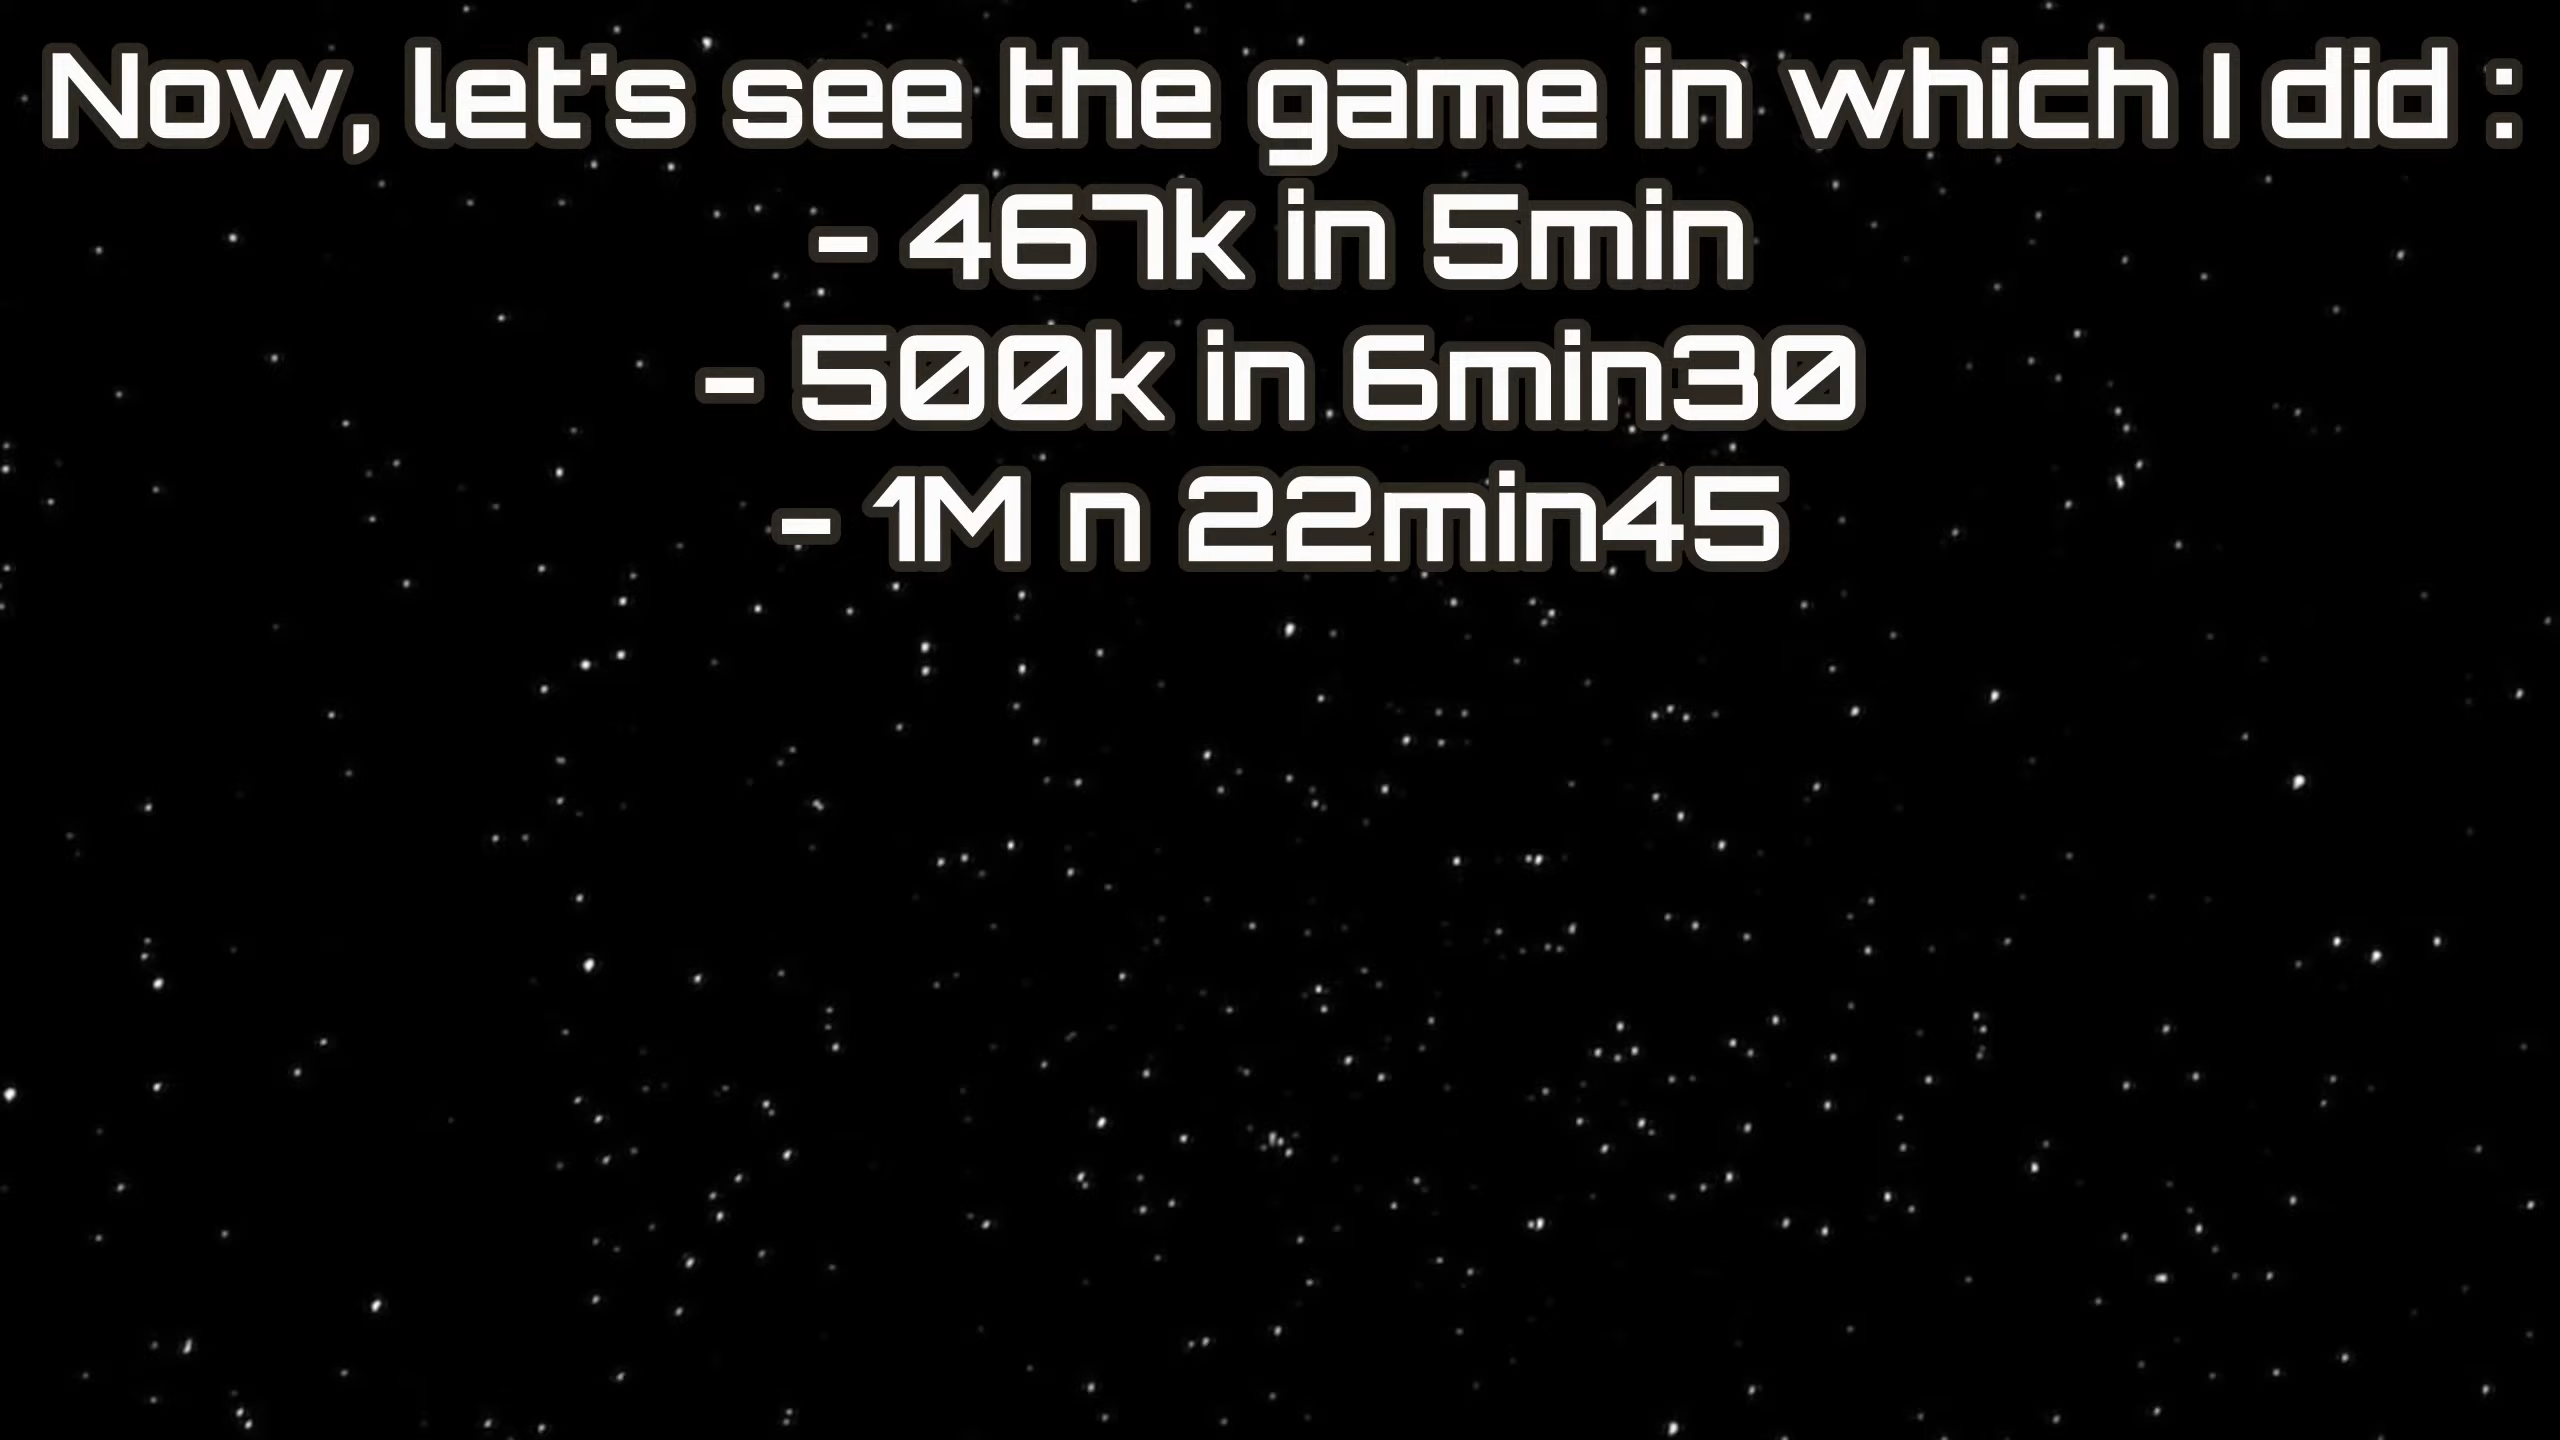 Now, let's see the game in which I did :
- 467k in 5min
- 500k in 6min30
- 1M n 22min45